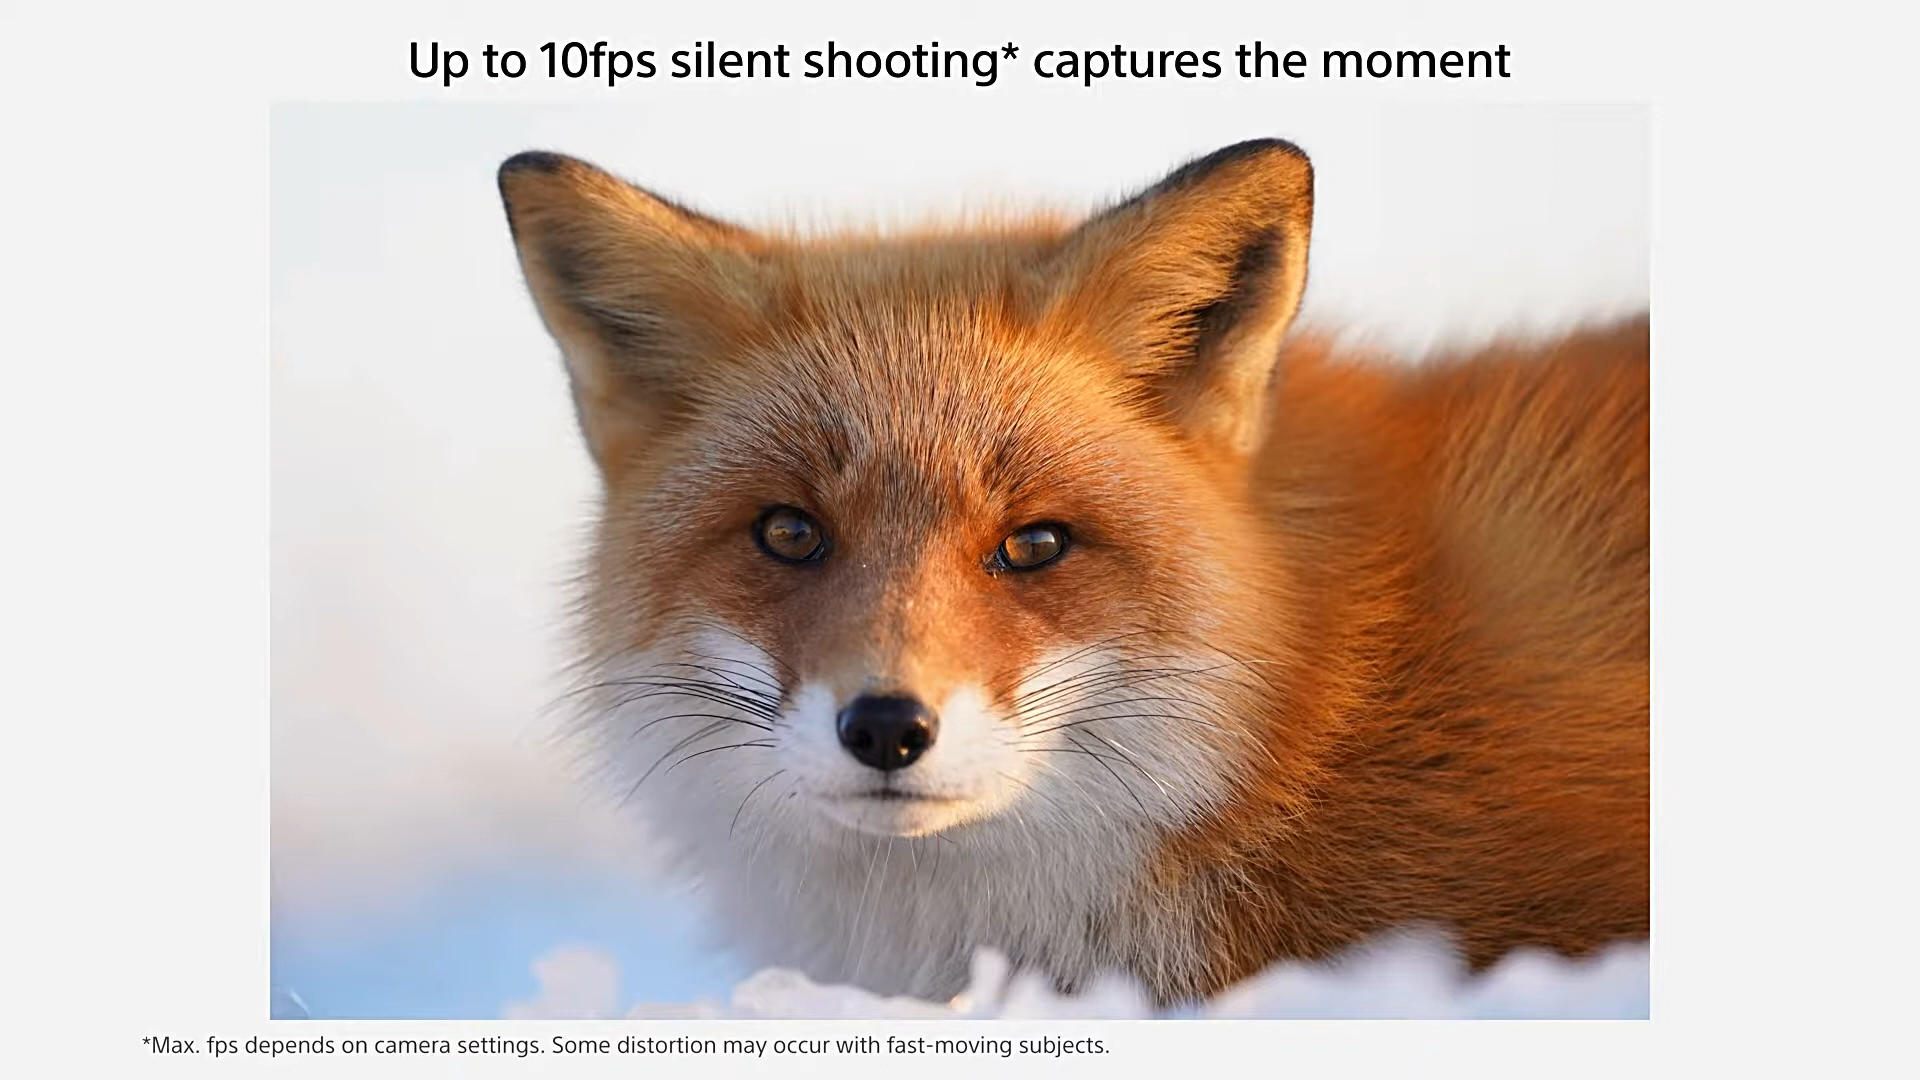 Up to 10fps silent shooting* captures the moment
*Max. fps depends on camera settings. Some distortion may occur with fast-moving subjects.